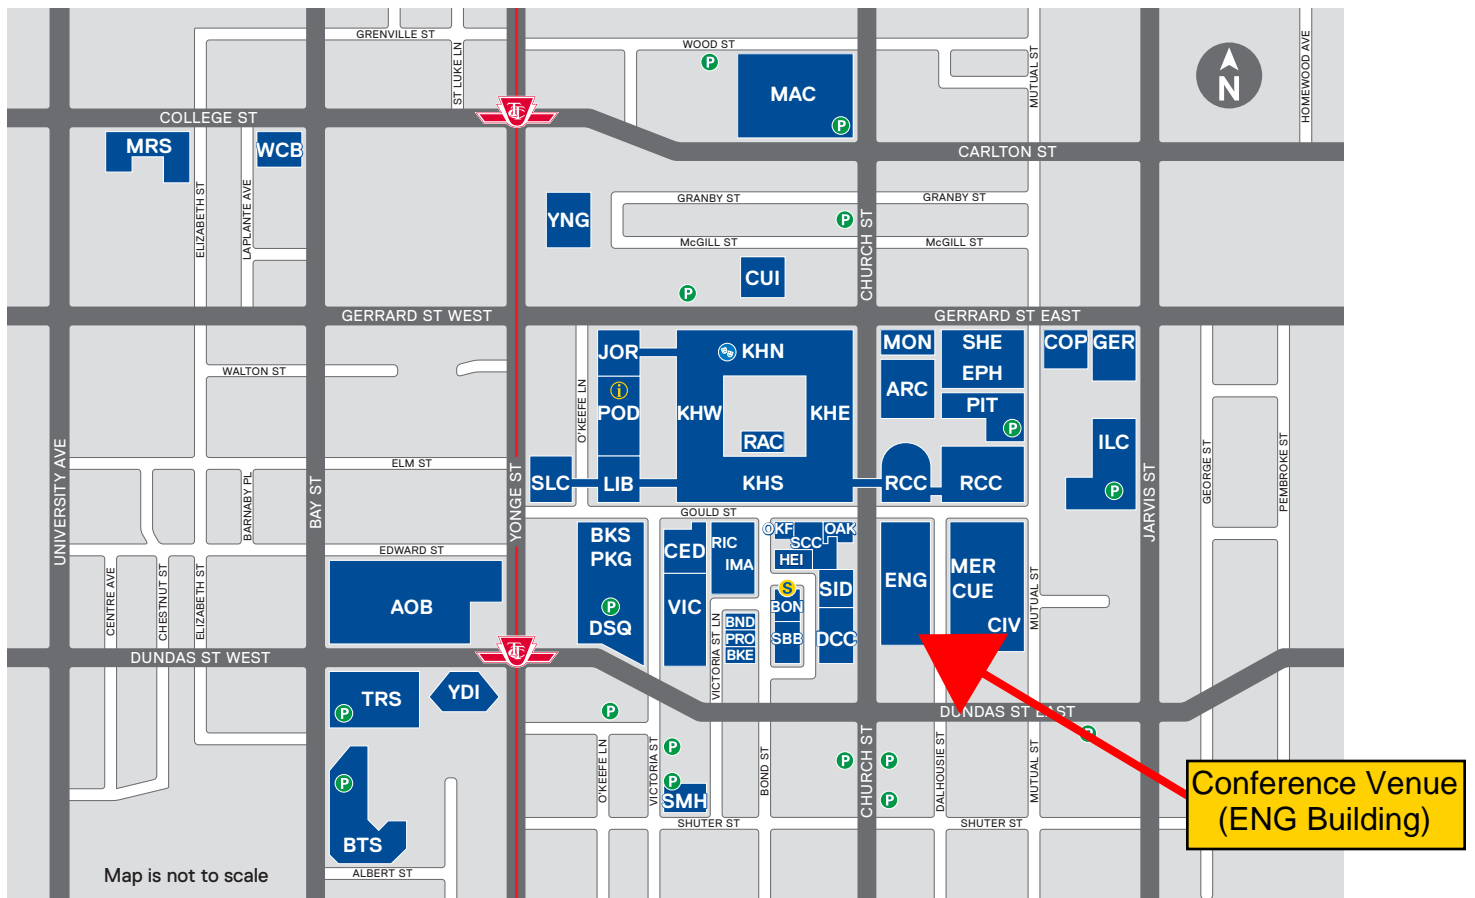 GRENVILLE ST
ST LUKE LN
WOOD ST
MUTUAL ST
HOMEWOOD AVE
N
P
MAC
P
COLLEGE ST
TTC
CARLTON ST
MRS
WCB
ELIZABETH ST
LAPLANTE AVE
YNG
GRANBY ST
GRANBY ST
P
McGILL ST
McGILL ST
CHURCH ST
CUI
P
GERRARD ST WEST
GERRARD ST EAST
JOR
KHN
MON
SHE
COP
GER
WALTON ST
EPH
i
POD
O'KEEFE LN
KHW
KHE
ARC
PIT
P
RAC
ILC
UNIVERSITY AVE
BAY ST
YONGE ST
JARVIS ST
GEORGE ST
PEMBROKE ST
ELM ST
BARNABY PL
SLC
LIB
KHS
RCC
RCC
P
GOULD ST
BKS
PKG
CED
RIC
IMA
OKF
OAK
SCC
HEI
EDWARD ST
AOB
CENTRE AVE
CHESTNUT ST
ELIZABETH ST
P
DSQ
VIC
S
BON
SID
ENG
MER
CUE
CIV
MUTUAL ST
BND
PRO
BKE
SBB
DCC
VICTORIA ST LN
DUNDAS ST WEST
TTC
TRS
P
YDI
P
DUNDAS ST EAST
P
P
P
P
P
P
O'KEEFE LN
VICTORIA ST
BOND ST
CHURCH ST
DALHOUSIE ST
MUTUAL ST
P
SMH
P
BTS
SHUTER ST
SHUTER ST
Conference Venue
(ENG Building)
ALBERT ST
Map is not to scale